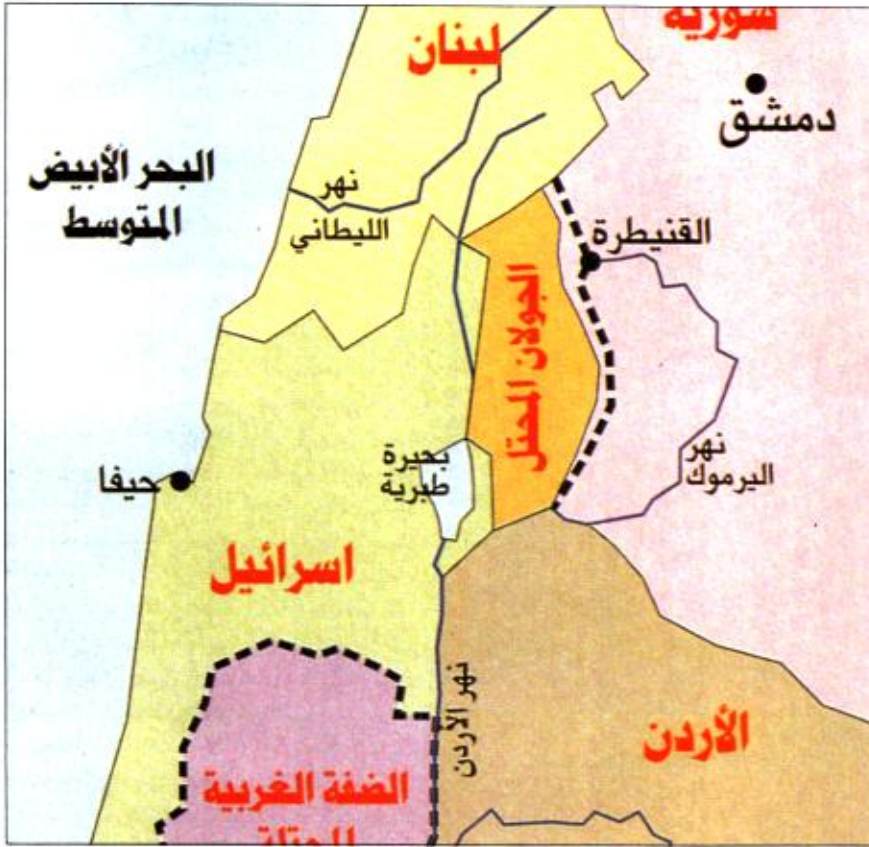 لبنان
سورية
دمشق
البحر الأبيض
المتوسط
نهر
الليطاني
القنيطرة
الجولان المحتل
نهر
اليرموك
بحيرة
طبرية
حيفا
اسرائيل
نهر الأردن
الأردن
الضفة الغربية
المحتلة